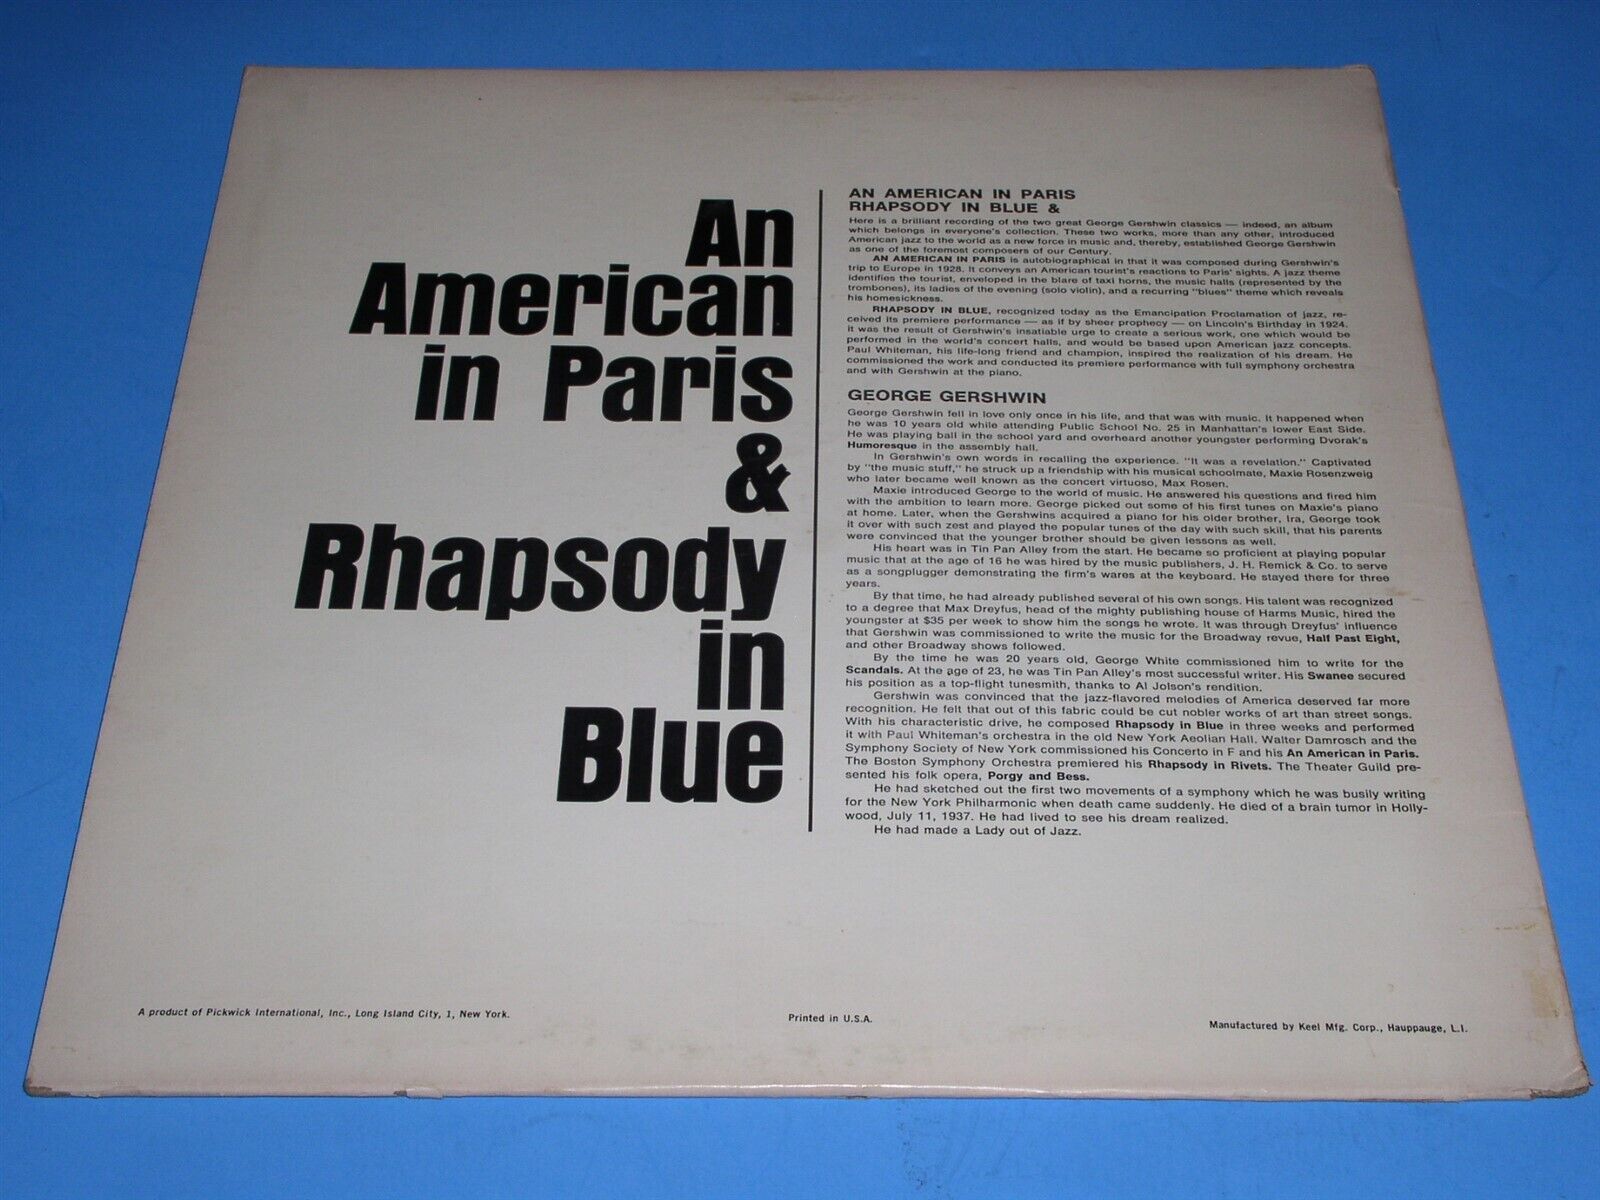 An
American
in Paris
&
Rhapsody
in
Blue
AN AMERICAN IN PARIS
RHAPSODY IN BLUE &
Here is a brilliant recording of the two great George Gershwin classics — indeed, an album
which belongs in everyone's collection. These two works, more than any other, introduced
American jazz to the world as a new force in music and, thereby, established George Gershwin
as one of the foremost composers of our Century.
AN AMERICAN IN PARIS is autobiographical in that it was composed during Gershwin's
trip to Europe in 1928. It conveys an American tourist's reactions to Paris' sights. A jazz theme
identifies the tourist, enveloped in the blare of taxi horns, the music halls (represented by the
trombones), its ladies of the evening (solo violin), and a recurring "blues" theme which reveals
his homesickness.
RHAPSODY IN BLUE, recognized today as the Emancipation Proclamation of jazz, re-
ceived its premiere performance — as if by sheer prophecy — on Lincoln's Birthday in 1924.
It was the result of Gershwin's insatiable urge to create a serious work, one which would be
performed in the world's concert halls, and would be based upon American jazz concepts.
Paul Whiteman, his life-long friend and champion, inspired the realization of his dream. He
commissioned the work and conducted its premiere performance with full symphony orchestra
and with Gershwin at the piano.
GEORGE GERSHWIN
George Gershwin fell in love only once in his life, and that was with music. It happened when
he was 10 years old while attending Public School No. 25 in Manhattan's lower East Side.
He was playing ball in the school yard and overheard another youngster performing Dvorak's
Humoresque in the assembly hall.
In Gershwin's own words in recalling the experience. "It was a revelation." Captivated
by "the music stuff," he struck up a friendship with his musical schoolmate, Maxie Rosenzweig
who later became well known as the concert virtuoso, Max Rosen.
Maxie introduced George to the world of music. He answered his questions and fired him
with the ambition to learn more. George picked out some of his first tunes on Maxie's piano
at home. Later, when the Gershwins acquired a piano for his older brother, Ira, George took
it over with such zest and played the popular tunes of the day with such skill, that his parents
were convinced that the younger brother should be given lessons as well.
His heart was in Tin Pan Alley from the start. He became so proficient at playing popular
music that at the age of 16 he was hired by the music publishers, J. H. Remick & Co. to serve
as a songplugger demonstrating the firm's wares at the keyboard. He stayed there for three
years.
By that time, he had already published several of his own songs. His talent was recognized
to a degree that Max Dreyfus, head of the mighty publishing house of Harms Music, hired the
youngster at $35 per week to show him the songs he wrote. It was through Dreyfus' influence
that Gershwin was commissioned to write the music for the Broadway revue, Half Past Eight,
and other Broadway shows followed.
By the time he was 20 years old, George White commissioned him to write for the
Scandals. At the age of 23, he was Tin Pan Alley's most successful writer. His Swanee secured
his position as a top-flight tunesmith, thanks to Al Jolson's rendition.
Gershwin was convinced that the jazz-flavored melodies of America deserved far more
recognition. He felt that out of this fabric could be cut nobler works of art than street songs.
With his characteristic drive, he composed Rhapsody in Blue in three weeks and performed
it with Paul Whiteman's orchestra in the old New York Aeolian Hall. Walter Damrosch and the
Symphony Society of New York commissioned his Concerto in F and his An American in Paris.
The Boston Symphony Orchestra premiered his Rhapsody in Rivets. The Theater Guild pre-
sented his folk opera, Porgy and Bess.
He had sketched out the first two movements of a symphony which he was busily writing
for the New York Philharmonic when death came suddenly. He died of a brain tumor in Holly-
wood, July 11, 1937. He had lived to see his dream realized.
He had made a Lady out of Jazz.
A product of Pickwick International, Inc., Long Island City, 1, New York.
Printed in U.S.A.
Manufactured by Keel Mfg. Corp., Hauppauge, L.I.